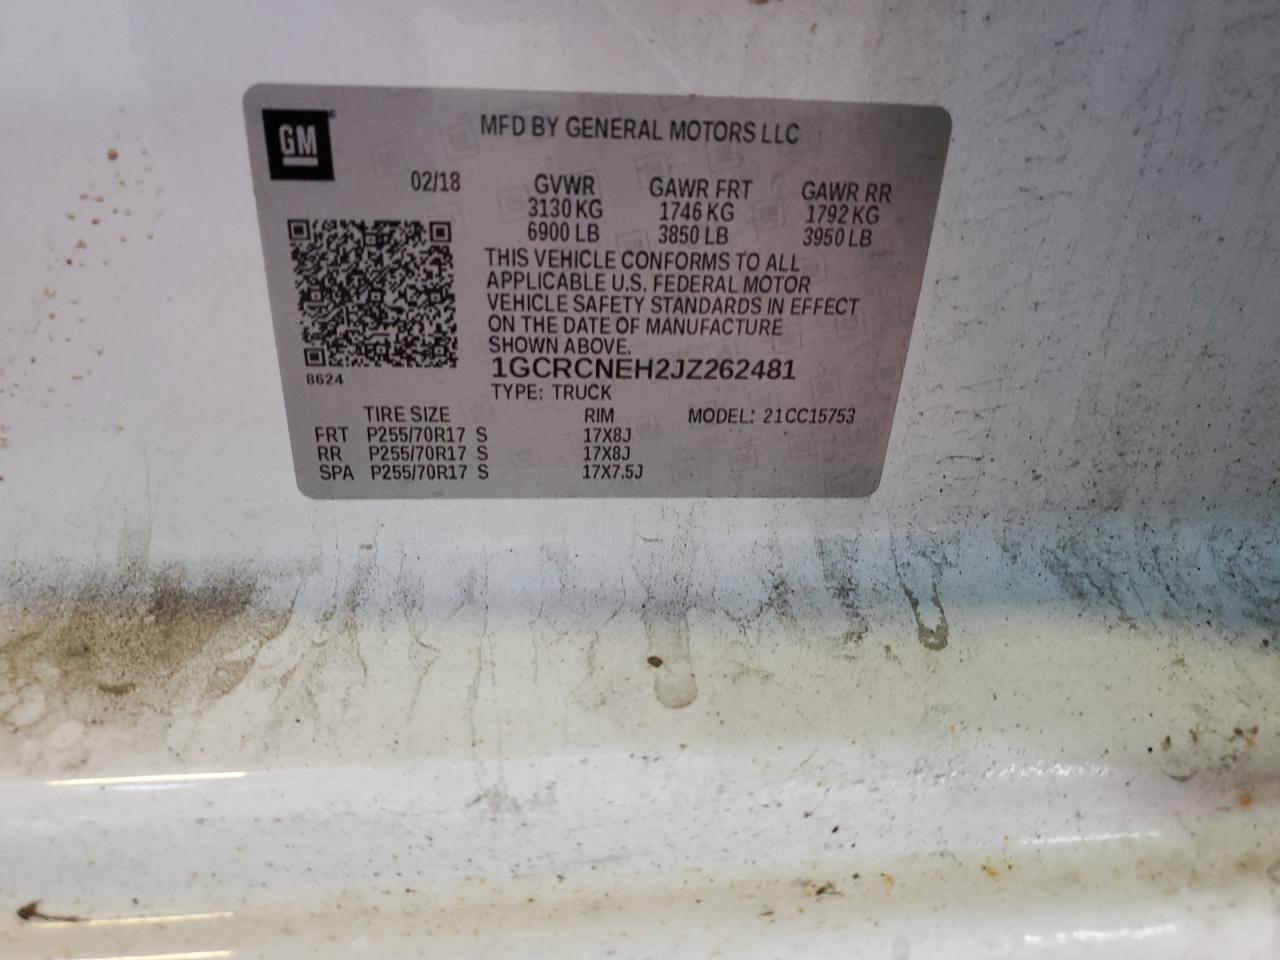 GM
MFD BY GENERAL MOTORS LLC
02/18 GVWR GAWR FRT GAWR RR
3130 KG 1746 KG 1792 KG
6900 LB 3850 LB 3950 LB
THIS VEHICLE CONFORMS TO ALL
APPLICABLE U.S. FEDERAL MOTOR
VEHICLE SAFETY STANDARDS IN EFFECT
ON THE DATE OF MANUFACTURE
SHOWN ABOVE.
1GCRCNEH2JZ262481
8624
TYPE: TRUCK
TIRE SIZE RIM MODEL: 21CC15753
FRT P255/70R17 S 17X8J
RR P255/70R17 S 17X8J
SPA P255/70R17 S 17X7.5J